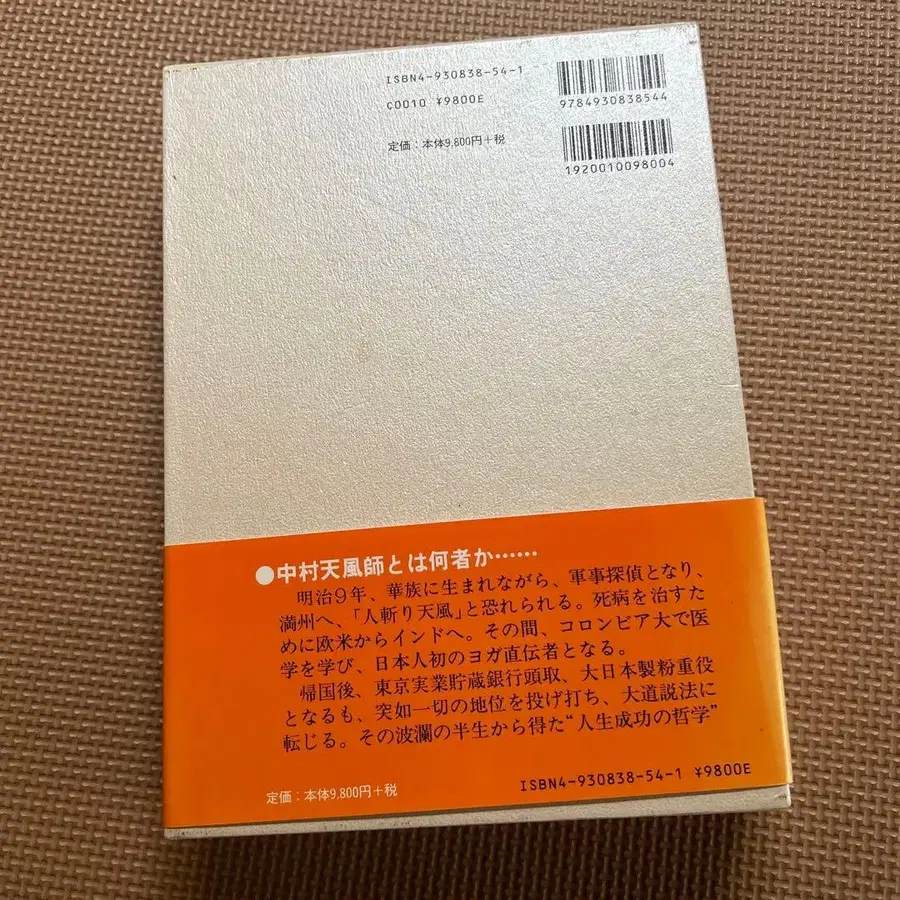 ISBN4-930838-54-1
C0010 ¥9800E
定価：本体9,800円+税
9784930838544
1920010098004
●中村天風師とは何者か……
明治9年、華族に生まれながら、軍事探偵となり、
満州へ、「人斬り天風」と恐れられる。死病を治すた
めに欧米からインドへ。その間、コロンビア大で医
学を学び、日本人初のヨガ直伝者となる。
帰国後、東京実業貯蔵銀行頭取、大日本製粉重役
となるも、突如一切の地位を投げ打ち、大道説法に
転じる。その波瀾の半生から得た“人生成功の哲学”
定価：本体9,800円+税
ISBN4-930838-54-1 ¥9800E